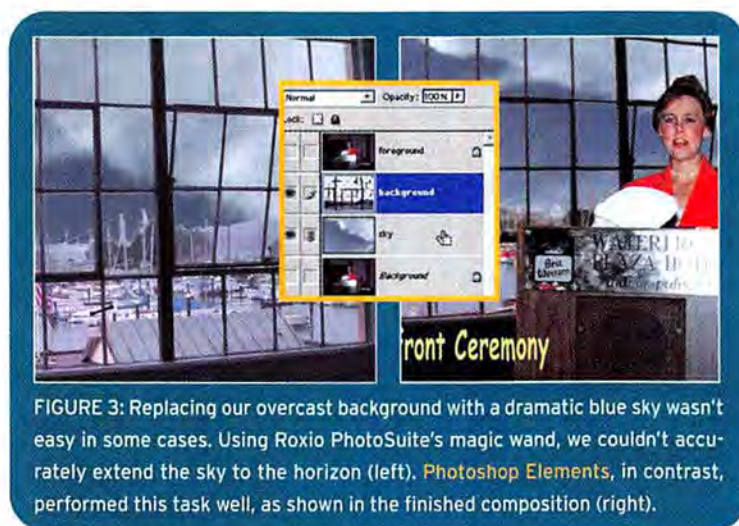 Normal Opacity: 100%
Lock:
foreground
background
sky
Background
WATERFRO
PLAZA HOT
Best
Western
ront Ceremony
FIGURE 3: Replacing our overcast background with a dramatic blue sky wasn't
easy in some cases. Using Roxio PhotoSuite's magic wand, we couldn't accu-
rately extend the sky to the horizon (left). Photoshop Elements, in contrast,
performed this task well, as shown in the finished composition (right).